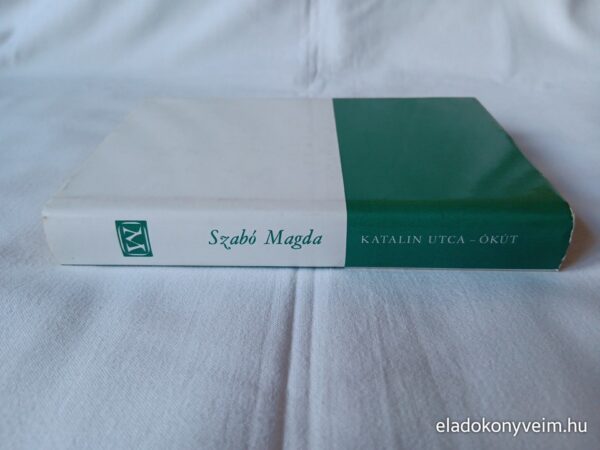 M
Szabó Magda
KATALIN UTCA – ÓKÚT
eladokonyveim.hu